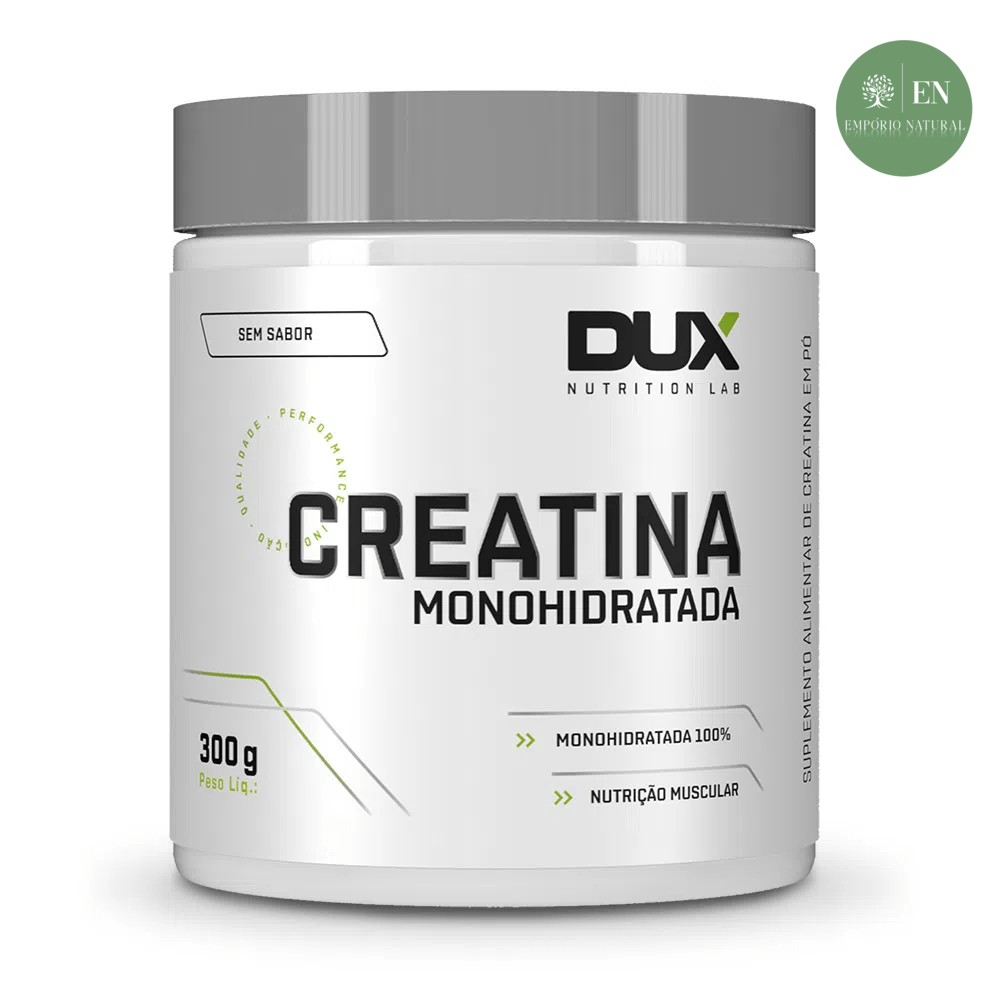 EN
EMPÓRIO NATURAL
SEM SABOR
DUX
NUTRITION LAB
QUALIDADE · PERFORMANCE
CREATINA
MONOHIDRATADA
300 g
Peso Líq.:
MONOHIDRATADA 100%
NUTRIÇÃO MUSCULAR
SUPLEMENTO ALIMENTAR DE CREATINA EM PÓ